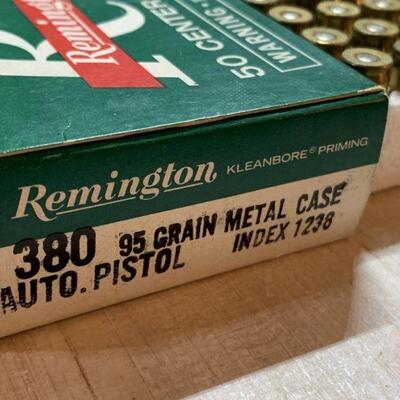 Remington
50 CENTER
WARNING
Remington KLEANBORE® PRIMING
380 95 GRAIN METAL CASE
AUTO. PISTOL INDEX 1238